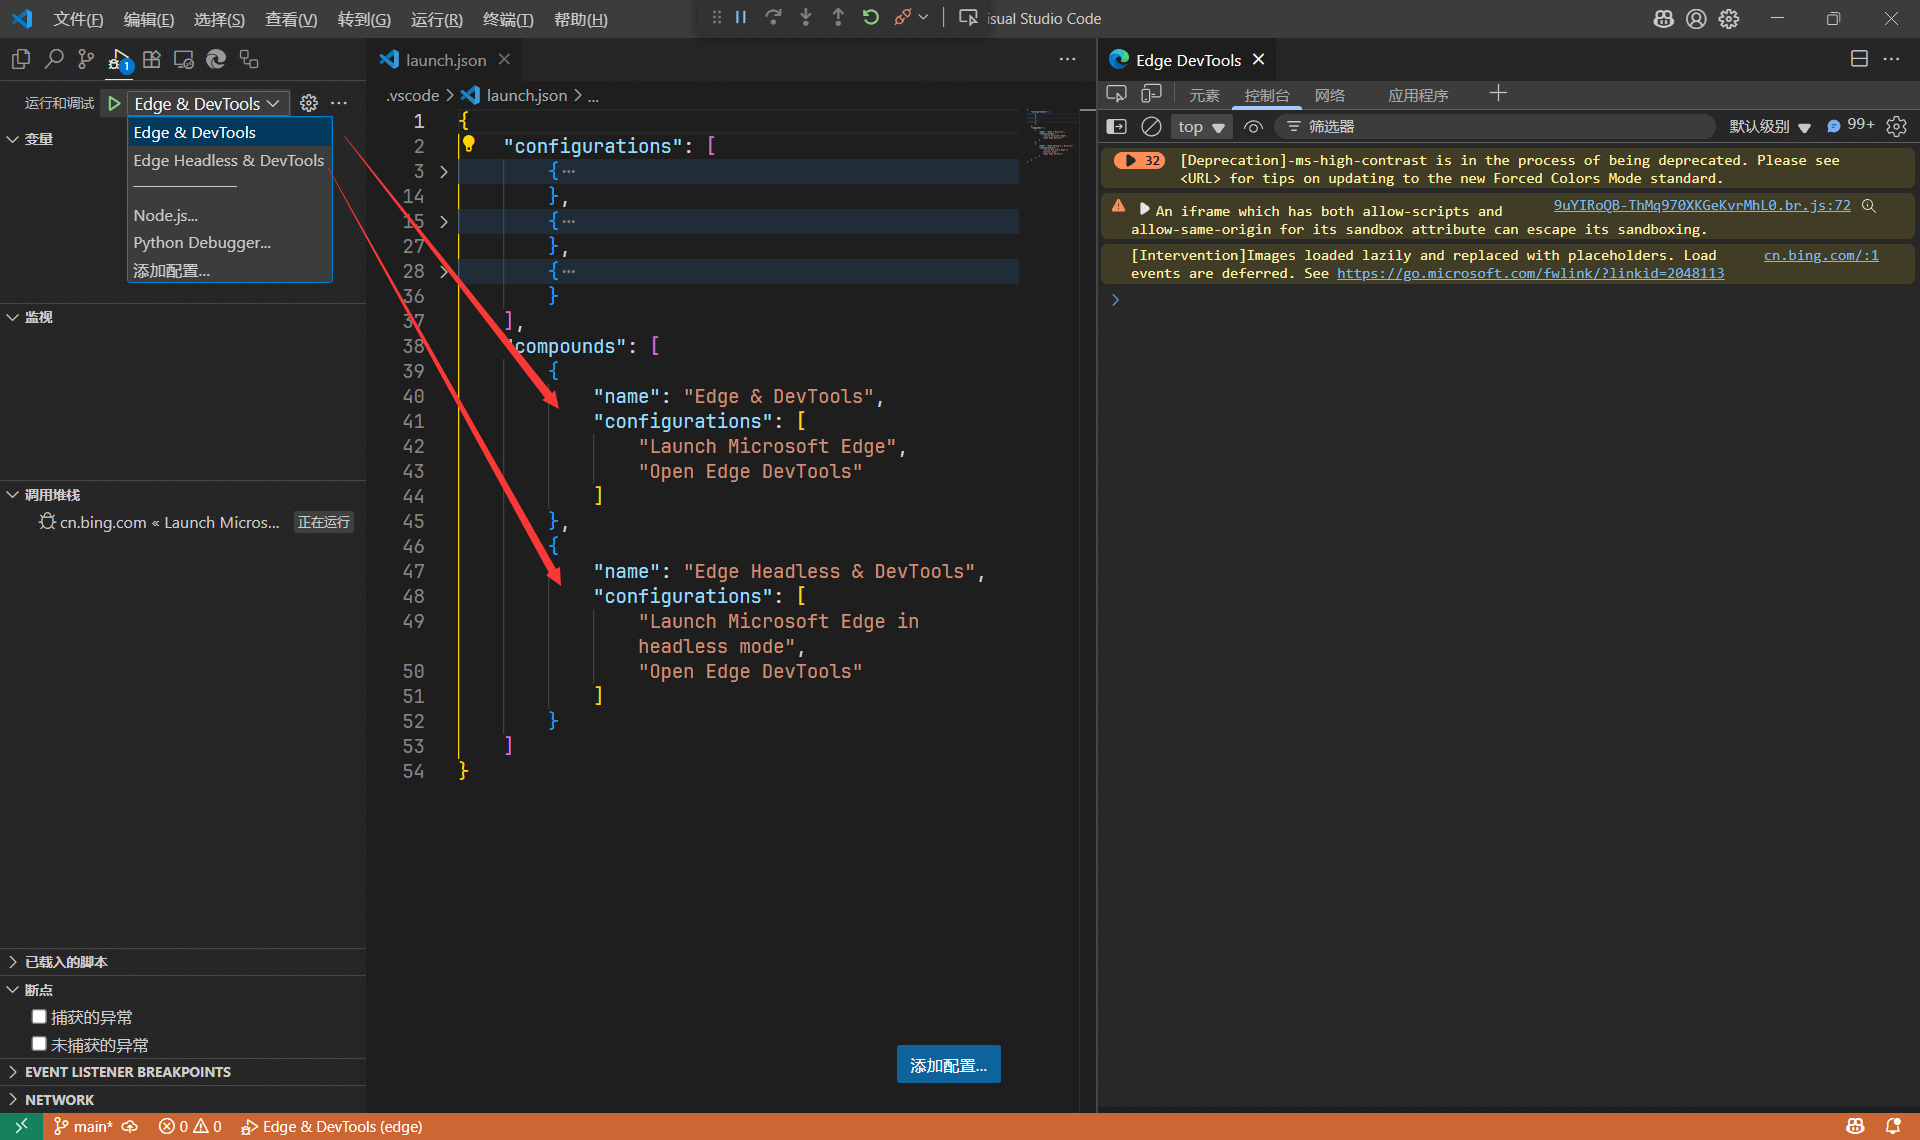 文件(F) 编辑(E) 选择(S) 查看(V) 转到(G) 运行(R) 终端(T) 帮助(H)
isual Studio Code
1
运行和调试
Edge & DevTools
Edge & DevTools
Edge Headless & DevTools
Node.js...
Python Debugger...
添加配置...
变量
监视
调用堆栈
cn.bing.com « Launch Micros...
正在运行
已载入的脚本
断点
捕获的异常
未捕获的异常
EVENT LISTENER BREAKPOINTS
NETWORK
launch.json
.vscode > launch.json > ...
1 {
2 "configurations": [
3 {···
14 },
15 {···
27 },
28 {···
36 }
37 ],
38 "compounds": [
39 {
40 "name": "Edge & DevTools",
41 "configurations": [
42 "Launch Microsoft Edge",
43 "Open Edge DevTools"
44 ]
45 },
46 {
47 "name": "Edge Headless & DevTools",
48 "configurations": [
49 "Launch Microsoft Edge in
headless mode",
50 "Open Edge DevTools"
51 ]
52 }
53 ]
54 }
添加配置...
Edge DevTools
元素 控制台 网络 应用程序
top 筛选器 默认级别 99+
32 [Deprecation]-ms-high-contrast is in the process of being deprecated. Please see
<URL> for tips on updating to the new Forced Colors Mode standard.
An iframe which has both allow-scripts and 9uYIRoQB-ThMq970XKGeKvrMhL0.br.js:72
allow-same-origin for its sandbox attribute can escape its sandboxing.
[Intervention]Images loaded lazily and replaced with placeholders. Load cn.bing.com/:1
events are deferred. See https://go.microsoft.com/fwlink/?linkid=2048113
main* 0 0 Edge & DevTools (edge)